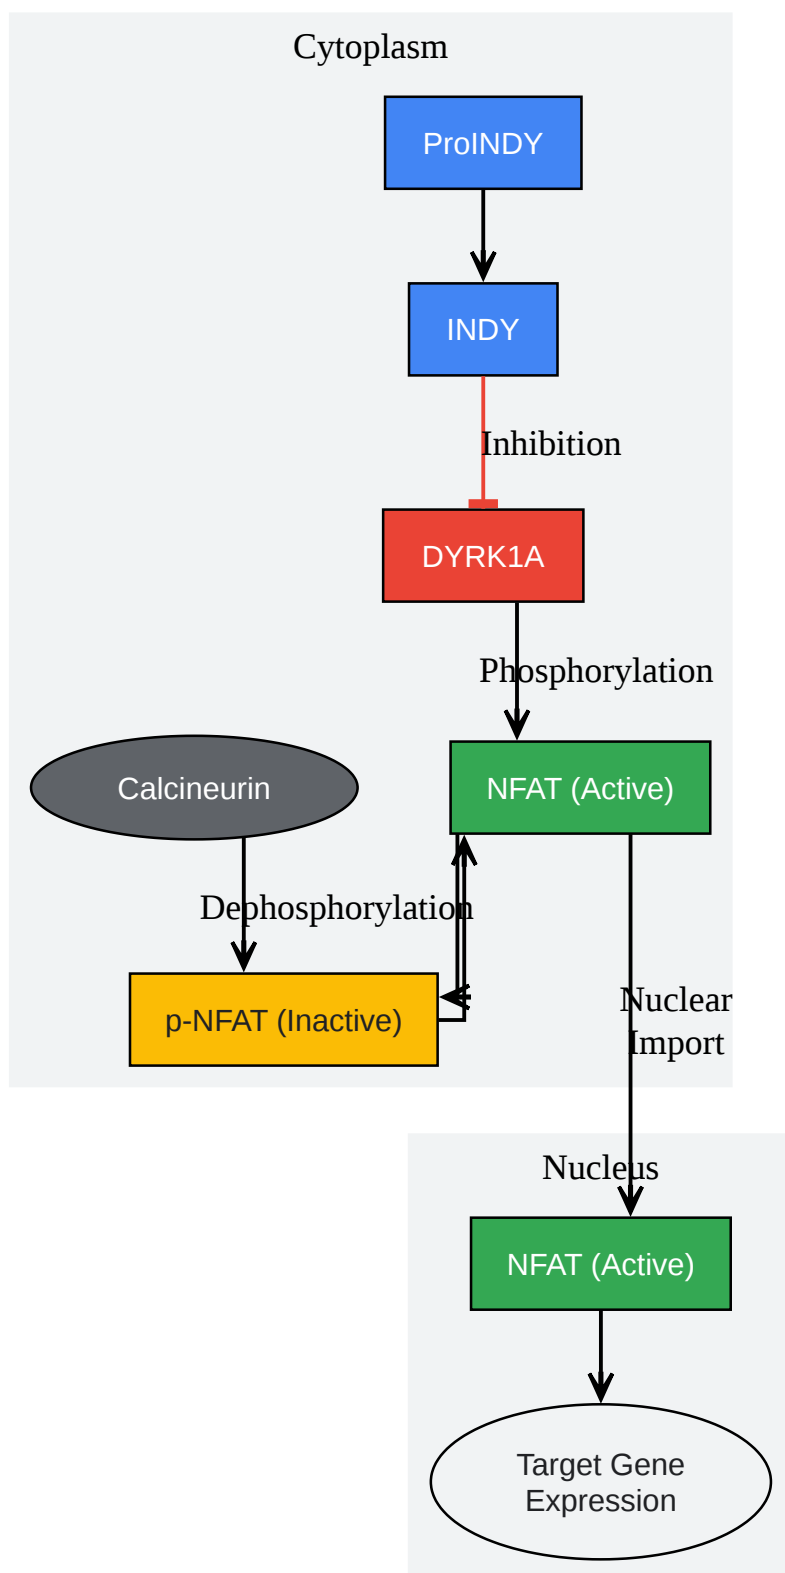 Cytoplasm
ProINDY
INDY
Inhibition
DYRK1A
Phosphorylation
Calcineurin
NFAT (Active)
Dephosphorylation
p-NFAT (Inactive)
Nuclear
Import
Nucleus
NFAT (Active)
Target Gene
Expression